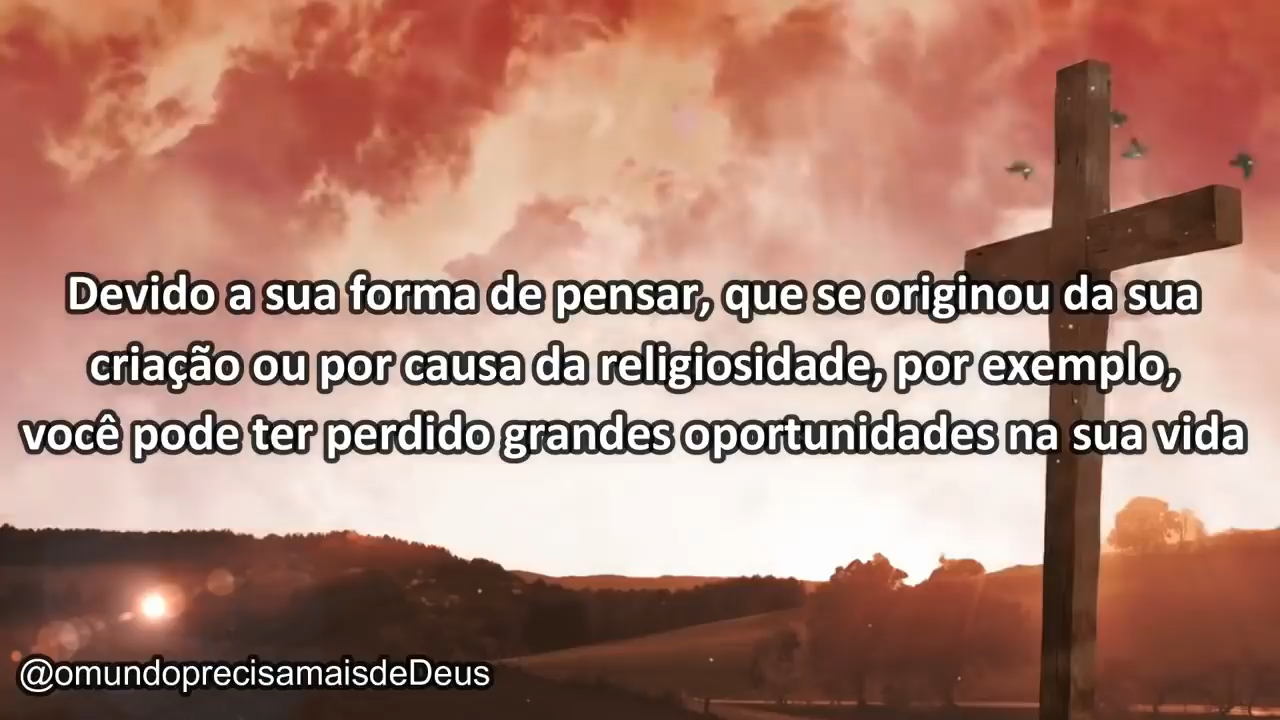 Devido a sua forma de pensar, que se originou da sua
criação ou por causa da religiosidade, por exemplo,
você pode ter perdido grandes oportunidades na sua vida
@omundoprecisamaisdeDeus